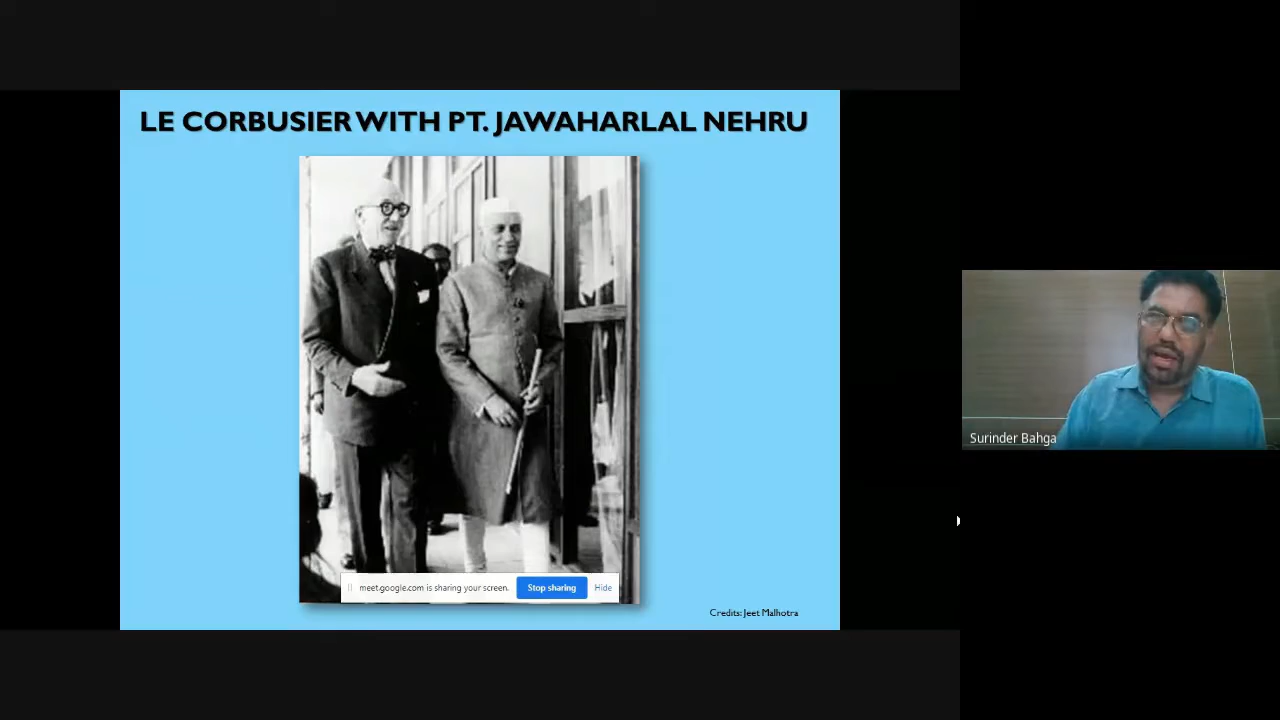 LE CORBUSIER WITH PT. JAWAHARLAL NEHRU
meet.google.com is sharing your screen. Stop sharing Hide
Credits: Jeet Malhotra
Surinder Bahga